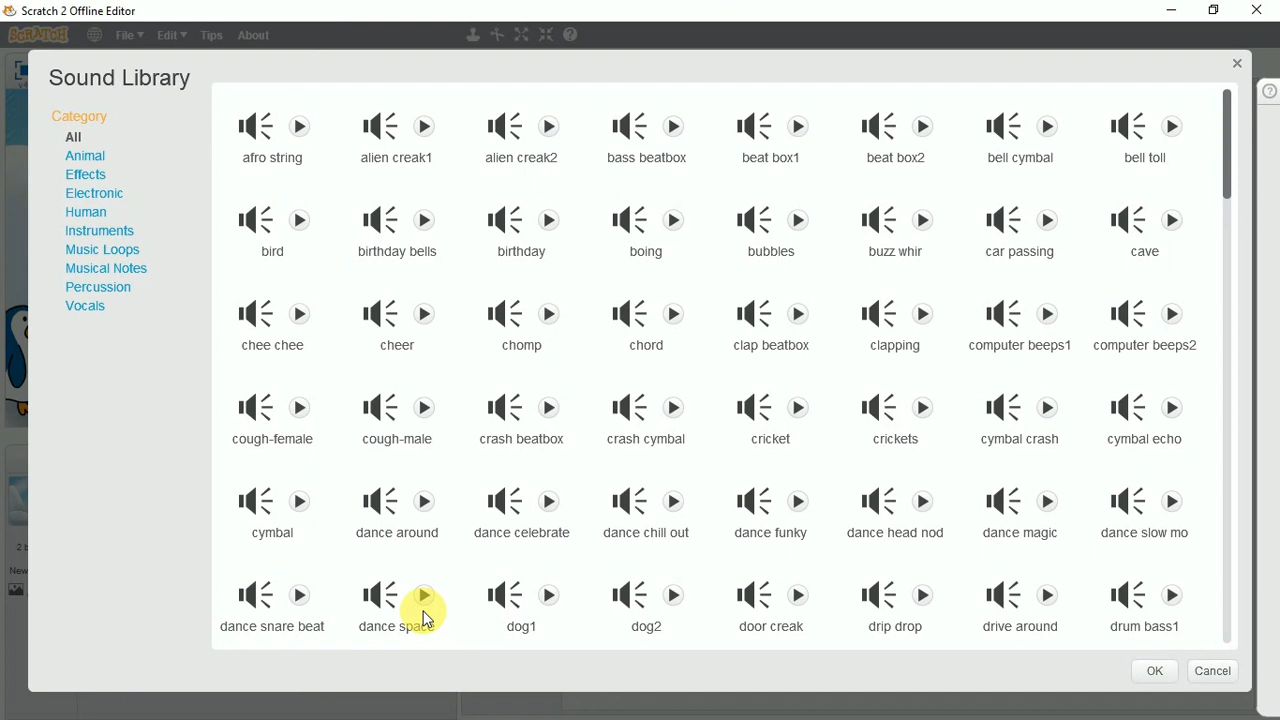 Scratch 2 Offline Editor
SCRATCH File Edit Tips About
Sound Library
Category
All
Animal
Effects
Electronic
Human
Instruments
Music Loops
Musical Notes
Percussion
Vocals
afro string alien creak1 alien creak2 bass beatbox beat box1 beat box2 bell cymbal bell toll
bird birthday bells birthday boing bubbles buzz whir car passing cave
chee chee cheer chomp chord clap beatbox clapping computer beeps1 computer beeps2
cough-female cough-male crash beatbox crash cymbal cricket crickets cymbal crash cymbal echo
cymbal dance around dance celebrate dance chill out dance funky dance head nod dance magic dance slow mo
dance snare beat dance space dog1 dog2 door creak drip drop drive around drum bass1
OK Cancel
New